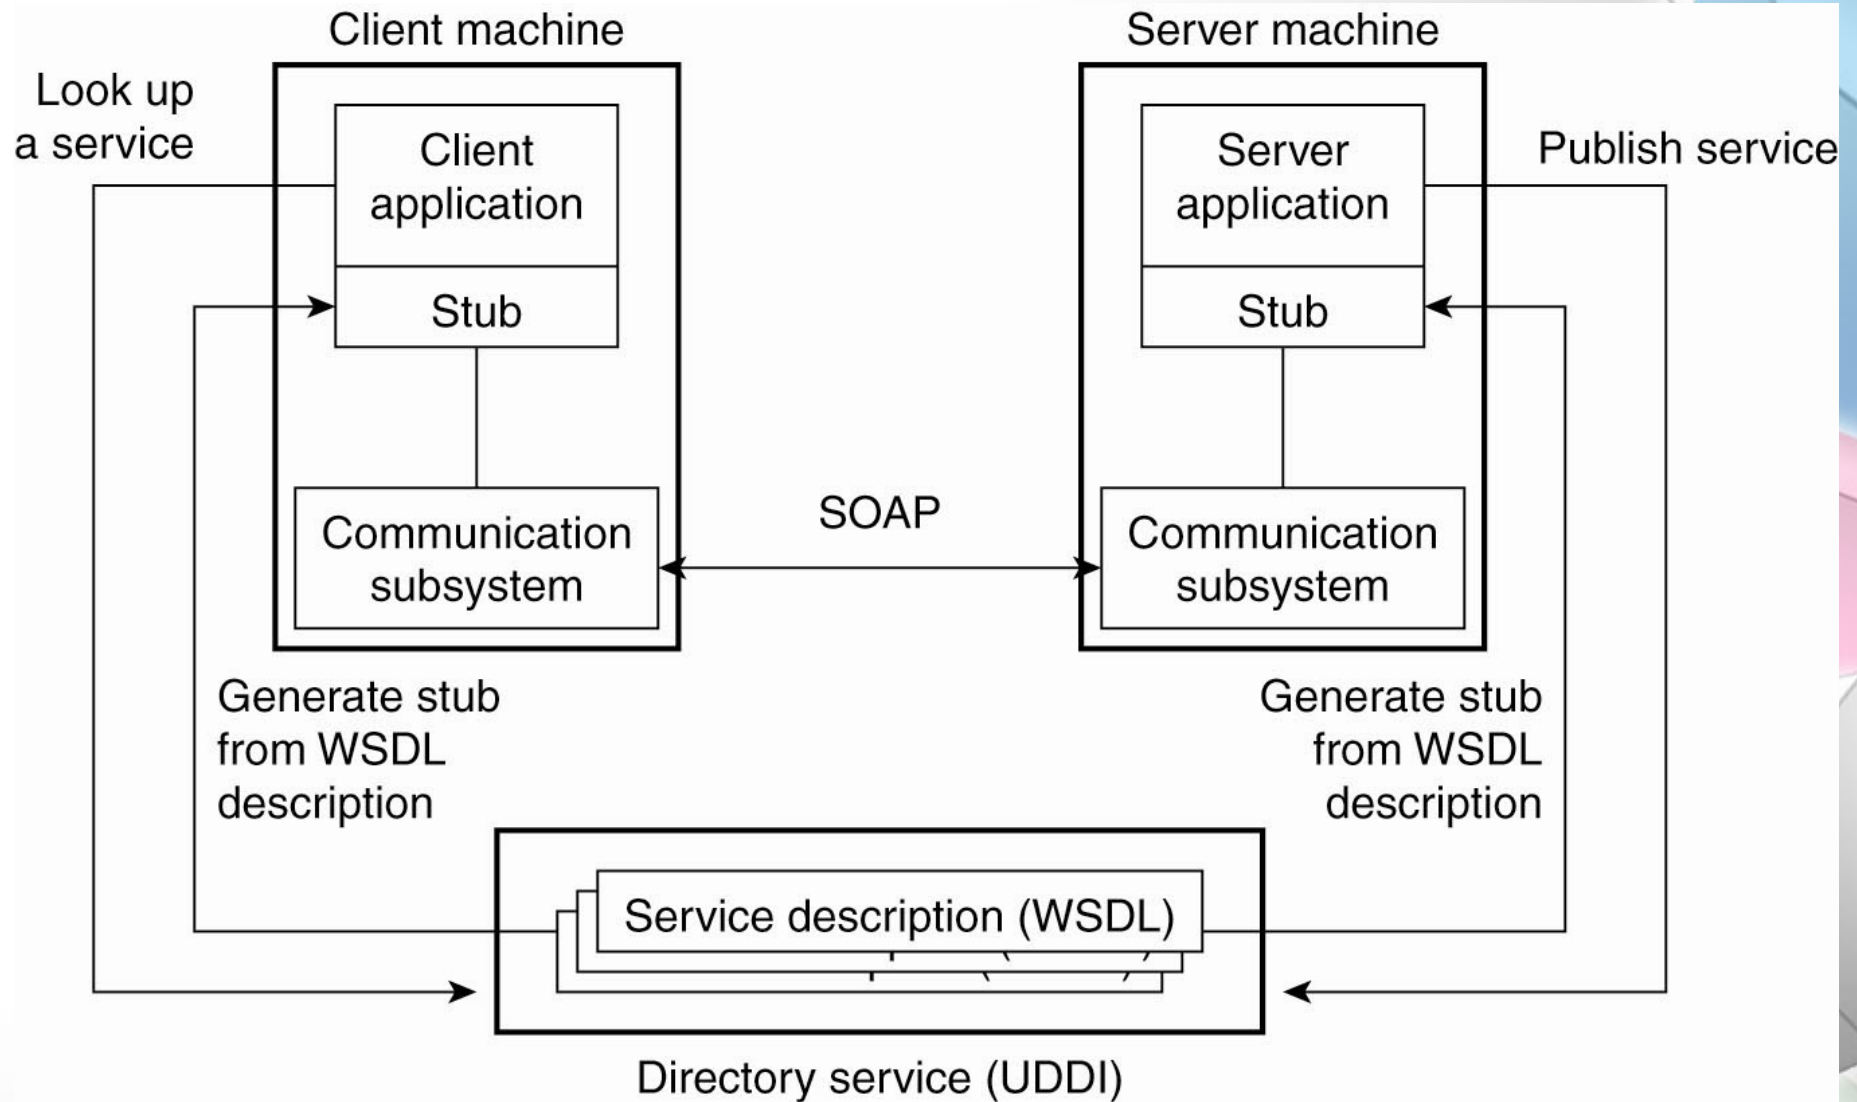 Client machine
Server machine
Look up
a service
Client
application
Stub
Communication
subsystem
SOAP
Server
application
Stub
Communication
subsystem
Publish service
Generate stub
from WSDL
description
Generate stub
from WSDL
description
Service description (WSDL)
Directory service (UDDI)